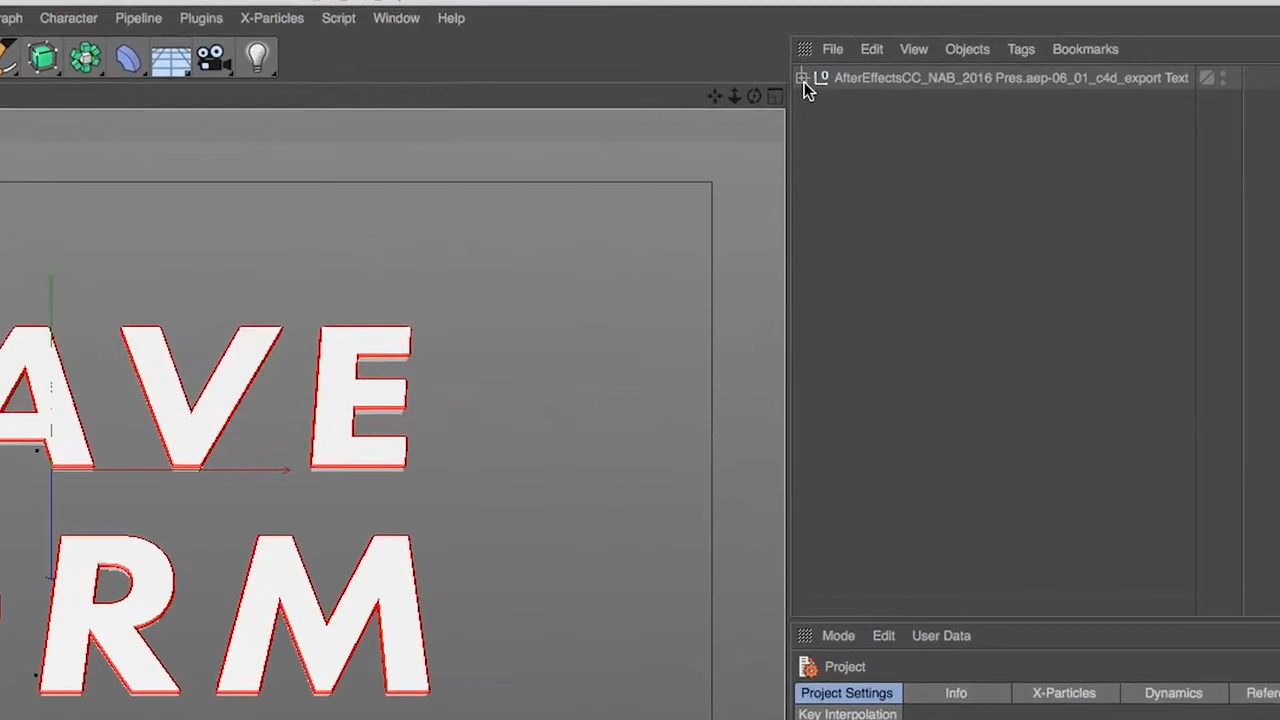 raph Character Pipeline Plugins X-Particles Script Window Help
File Edit View Objects Tags Bookmarks
AfterEffectsCC_NAB_2016 Pres.aep-06_01_c4d_export Text
AVE
RM
Mode Edit User Data
Project
Project Settings Info X-Particles Dynamics Refere
Key Interpolation